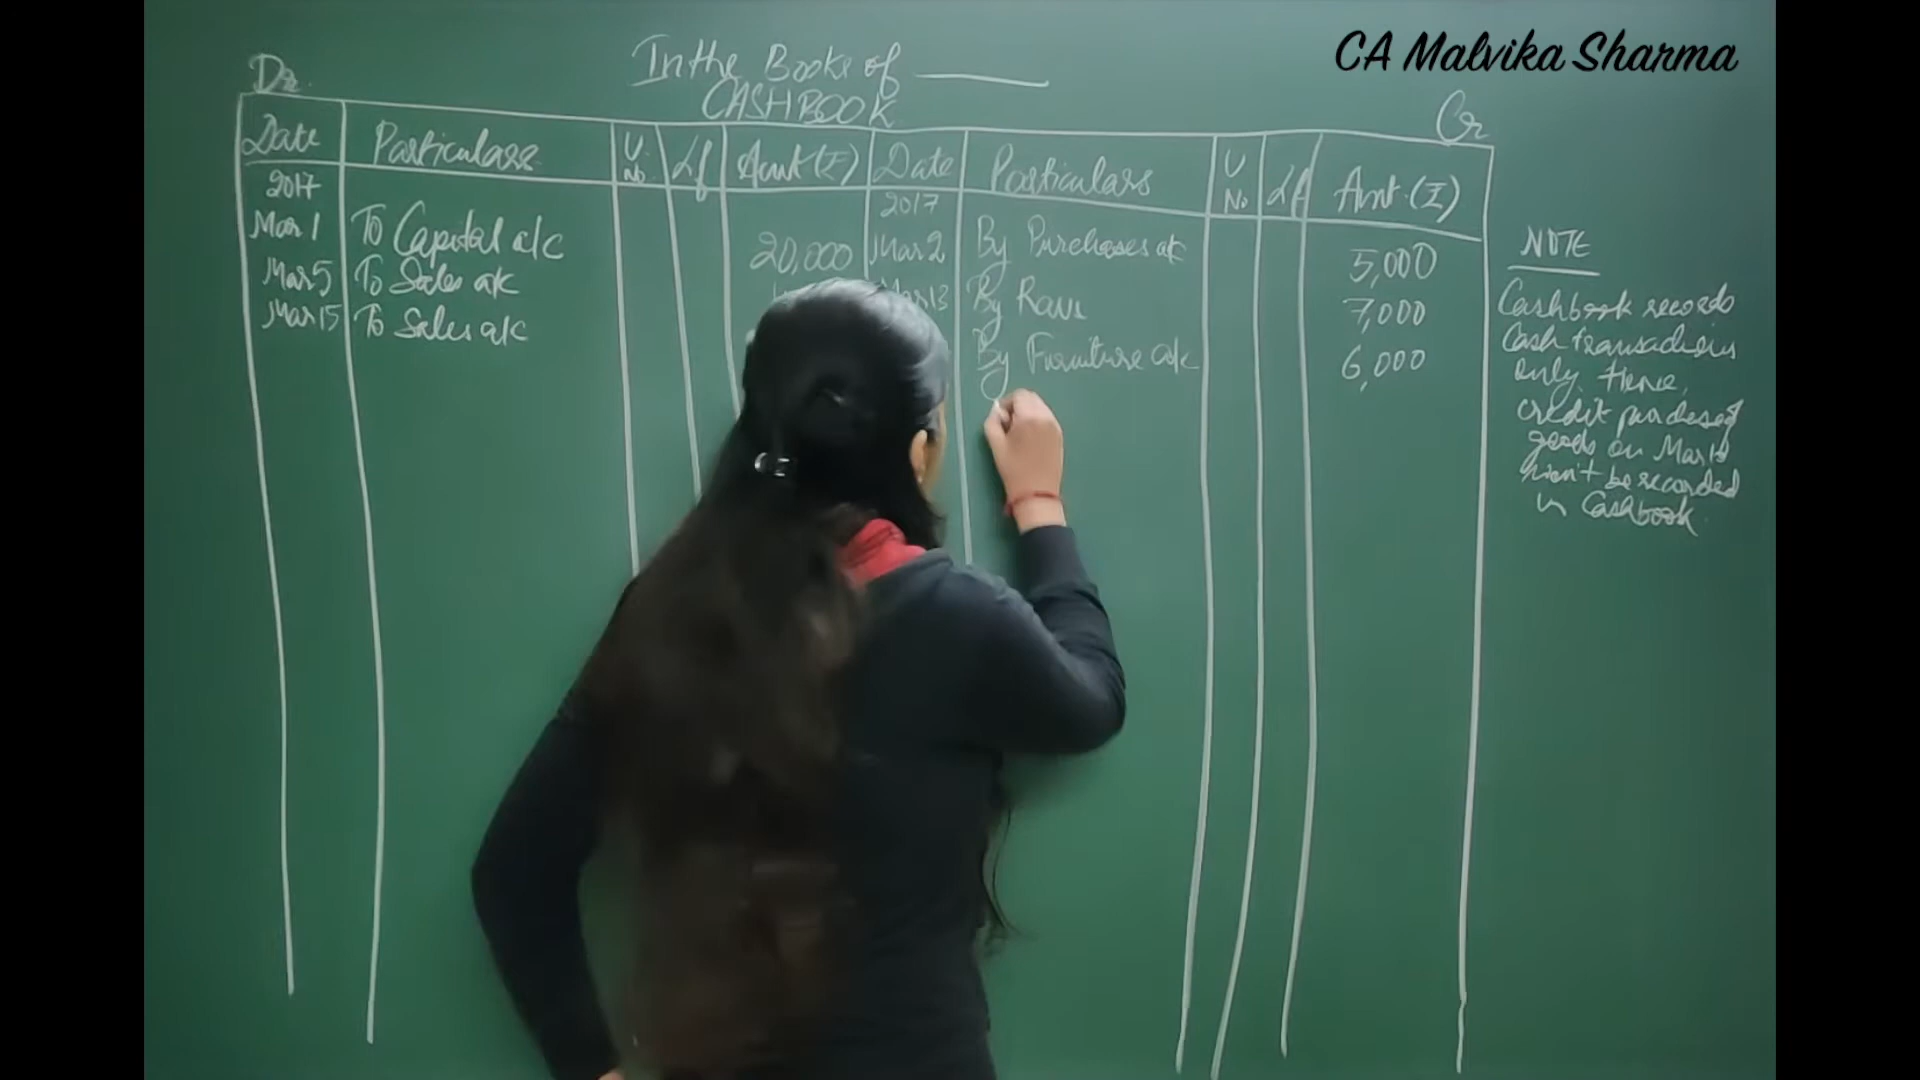 CA Malvika Sharma
In the Books of
CASHBOOK
Dr. Cr
Date Particulars V. No. Lf Amt (₹) Date Particulars V No Lf Amt. (₹)
2017 2017
Mar 1 To Capital a/c 20,000 Mar 2 By Purchases a/c 5,000
Mar 5 To Sales a/c By Ravi 7,000
Mar 15 To Sales a/c By Furniture a/c 6,000
NOTE
Cashbook records
Cash transactions
only. Hence,
credit purchase of
goods on Mar 10
won't be recorded
in Cashbook.